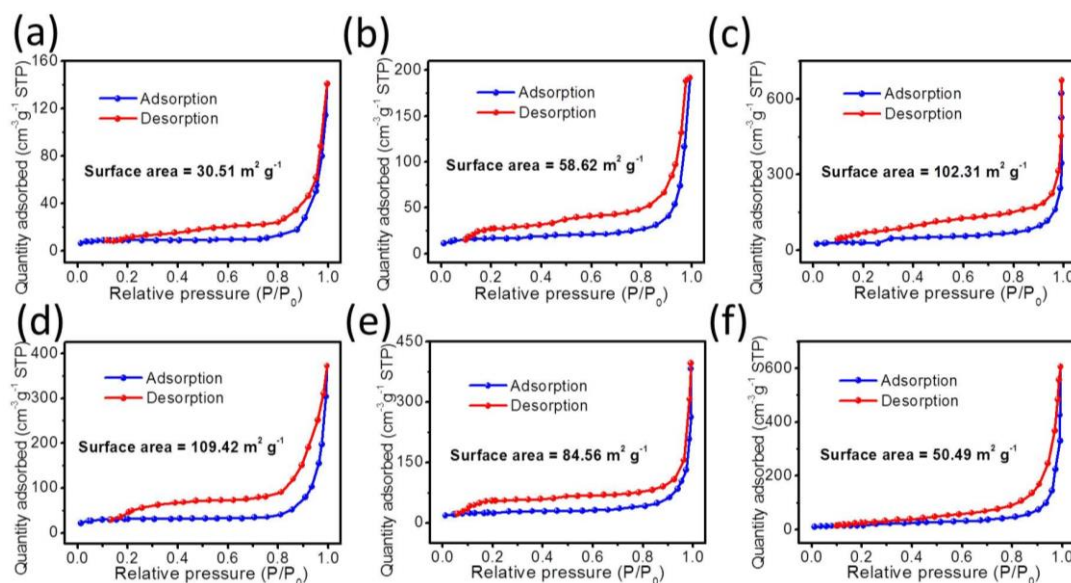 (a)
160
120
80
40
0
Quantity adsorbed (cm⁻³g⁻¹ STP)
Adsorption
Desorption
Surface area = 30.51 m² g⁻¹
0.0 0.2 0.4 0.6 0.8 1.0
Relative pressure (P/P₀)
(b)
200
150
100
50
0
Quantity adsorbed (cm⁻³g⁻¹ STP)
Adsorption
Desorption
Surface area = 58.62 m² g⁻¹
0.0 0.2 0.4 0.6 0.8 1.0
Relative pressure (P/P₀)
(c)
600
300
0
Quantity adsorbed (cm⁻³g⁻¹ STP)
Adsorption
Desorption
Surface area = 102.31 m² g⁻¹
0.0 0.2 0.4 0.6 0.8 1.0
Relative pressure (P/P₀)
(d)
400
300
200
100
0
Quantity adsorbed (cm⁻³g⁻¹ STP)
Adsorption
Desorption
Surface area = 109.42 m² g⁻¹
0.0 0.2 0.4 0.6 0.8 1.0
Relative pressure (P/P₀)
(e)
450
300
150
0
Quantity adsorbed (cm⁻³g⁻¹ STP)
Adsorption
Desorption
Surface area = 84.56 m² g⁻¹
0.0 0.2 0.4 0.6 0.8 1.0
Relative pressure (P/P₀)
(f)
600
400
200
0
Quantity adsorbed (cm⁻³g⁻¹ STP)
Adsorption
Desorption
Surface area = 50.49 m² g⁻¹
0.0 0.2 0.4 0.6 0.8 1.0
Relative pressure (P/P₀)